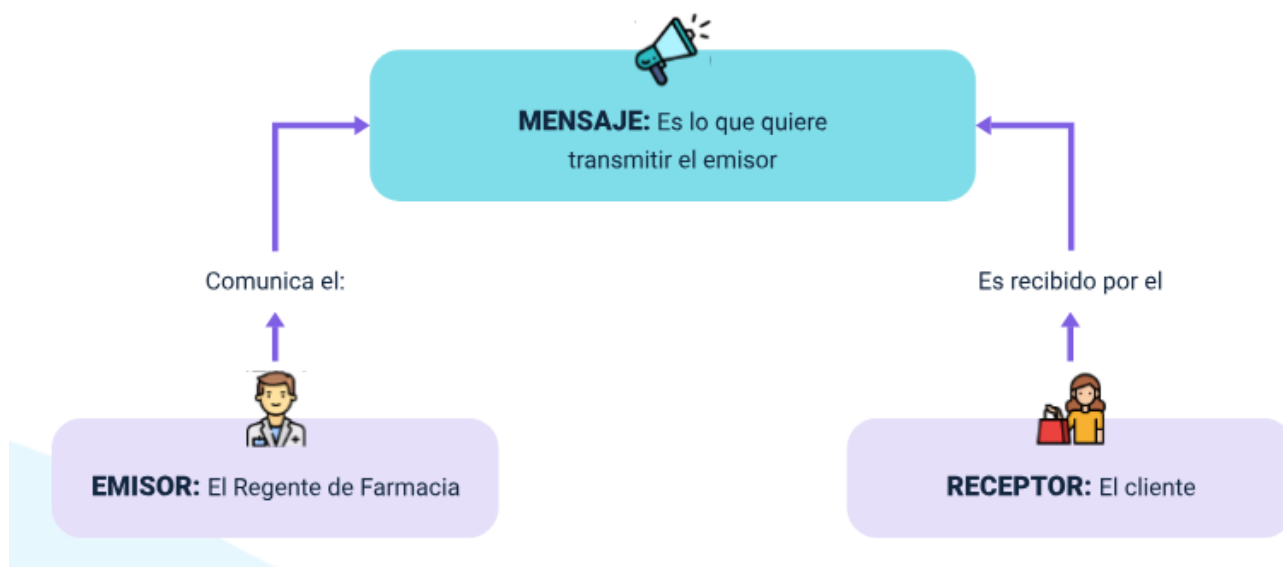 MENSAJE: Es lo que quiere
transmitir el emisor
Comunica el:
Es recibido por el
EMISOR: El Regente de Farmacia
RECEPTOR: El cliente